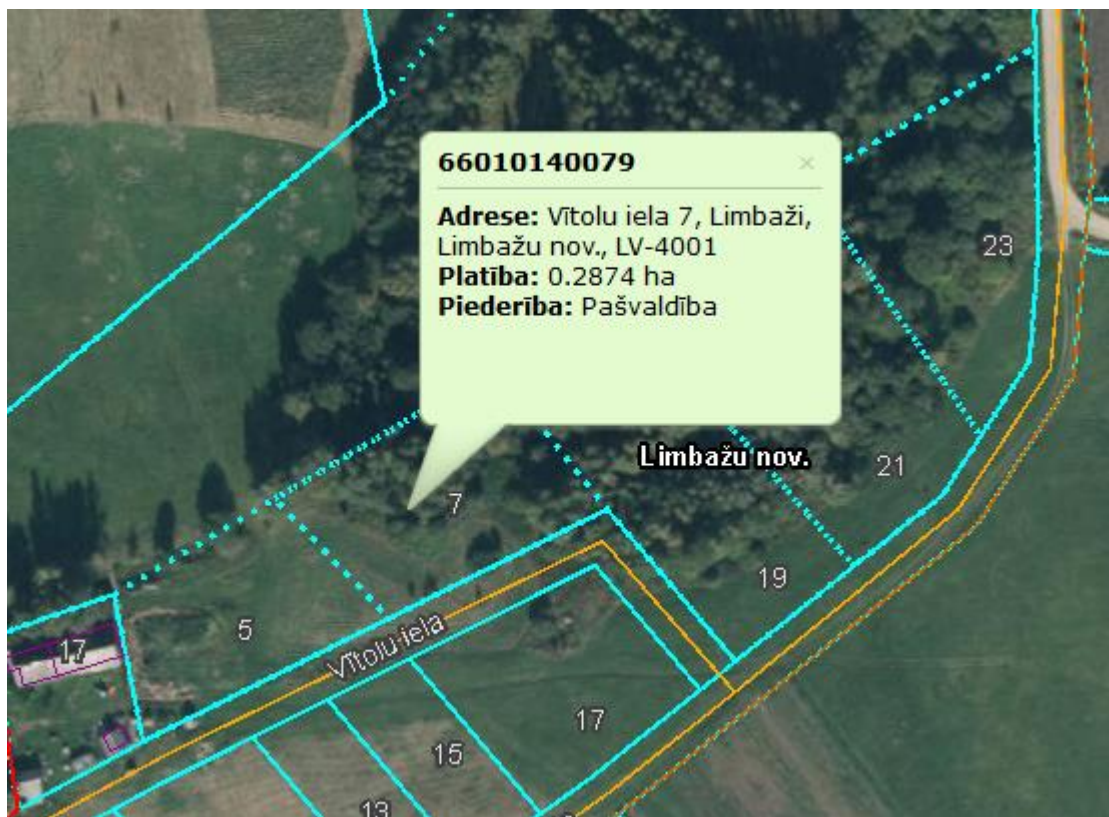 66010140079
×
Adrese: Vītolu iela 7, Limbaži,
Limbažu nov., LV-4001
Platība: 0.2874 ha
Piederība: Pašvaldība
23
Limbažu nov.
21
7
19
5
17
Vītolu iela
17
15
13